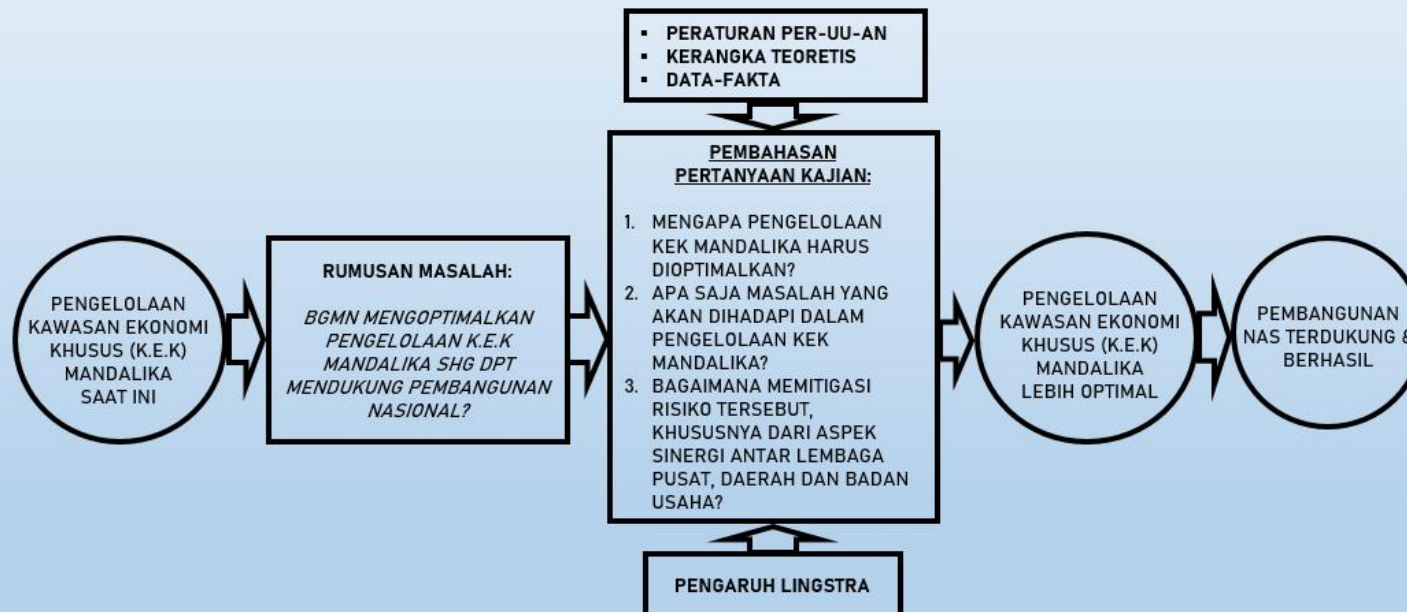 ▪ PERATURAN PER-UU-AN
▪ KERANGKA TEORETIS
▪ DATA-FAKTA
PENGELOLAAN
KAWASAN EKONOMI
KHUSUS (K.E.K)
MANDALIKA
SAAT INI
RUMUSAN MASALAH:
BGMN MENGOPTIMALKAN
PENGELOLAAN K.E.K
MANDALIKA SHG DPT
MENDUKUNG PEMBANGUNAN
NASIONAL?
PEMBAHASAN
PERTANYAAN KAJIAN:
1. MENGAPA PENGELOLAAN
KEK MANDALIKA HARUS
DIOPTIMALKAN?
2. APA SAJA MASALAH YANG
AKAN DIHADAPI DALAM
PENGELOLAAN KEK
MANDALIKA?
3. BAGAIMANA MEMITIGASI
RISIKO TERSEBUT,
KHUSUSNYA DARI ASPEK
SINERGI ANTAR LEMBAGA
PUSAT, DAERAH DAN BADAN
USAHA?
PENGELOLAAN
KAWASAN EKONOMI
KHUSUS (K.E.K)
MANDALIKA
LEBIH OPTIMAL
PEMBANGUNAN
NAS TERDUKUNG &
BERHASIL
PENGARUH LINGSTRA